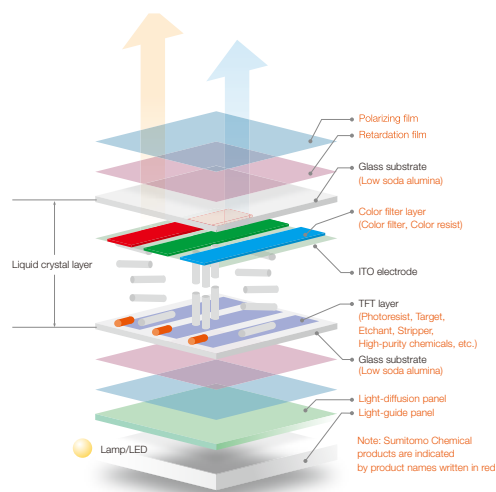 Polarizing film
Retardation film
Glass substrate
(Low soda alumina)
Color filter layer
(Color filter, Color resist)
Liquid crystal layer
ITO electrode
TFT layer
(Photoresist, Target,
Etchant, Stripper,
High-purity chemicals, etc.)
Glass substrate
(Low soda alumina)
Light-diffusion panel
Light-guide panel
Lamp/LED
Note: Sumitomo Chemical
products are indicated
by product names written in red